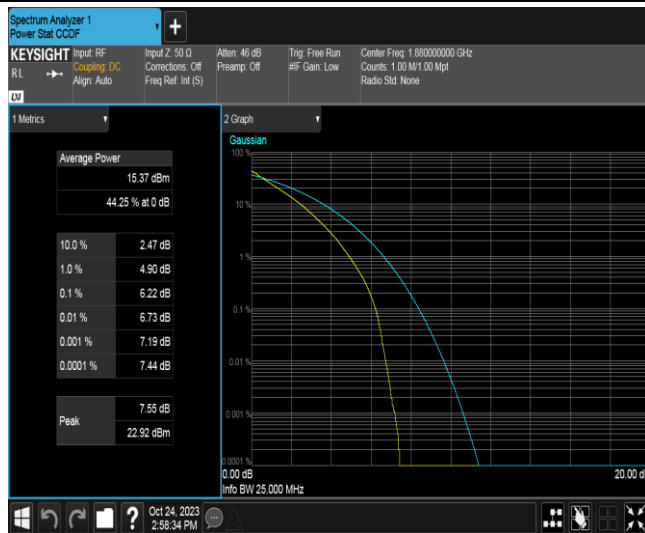 Spectrum Analyzer 1
Power Stat CCDF
+
KEYSIGHT
RL
LXI
Input: RF
Coupling: DC
Align: Auto
Input Z: 50 Ω
Corrections: Off
Freq Ref: Int (S)
Atten: 46 dB
Preamp: Off
Trig: Free Run
#IF Gain: Low
Center Freq: 1.880000000 GHz
Counts: 1.00 M/1.00 Mpt
Radio Std: None
1 Metrics
Average Power
15.37 dBm
44.25 % at 0 dB
10.0 % 2.47 dB
1.0 % 4.90 dB
0.1 % 6.22 dB
0.01 % 6.73 dB
0.001 % 7.19 dB
0.0001 % 7.44 dB
Peak
7.55 dB
22.92 dBm
2 Graph
Gaussian
100 %
10 %
1 %
0.1 %
0.01 %
0.001 %
0.0001 %
0.00 dB
20.00 d
Info BW 25.000 MHz
?
Oct 24, 2023
2:58:34 PM